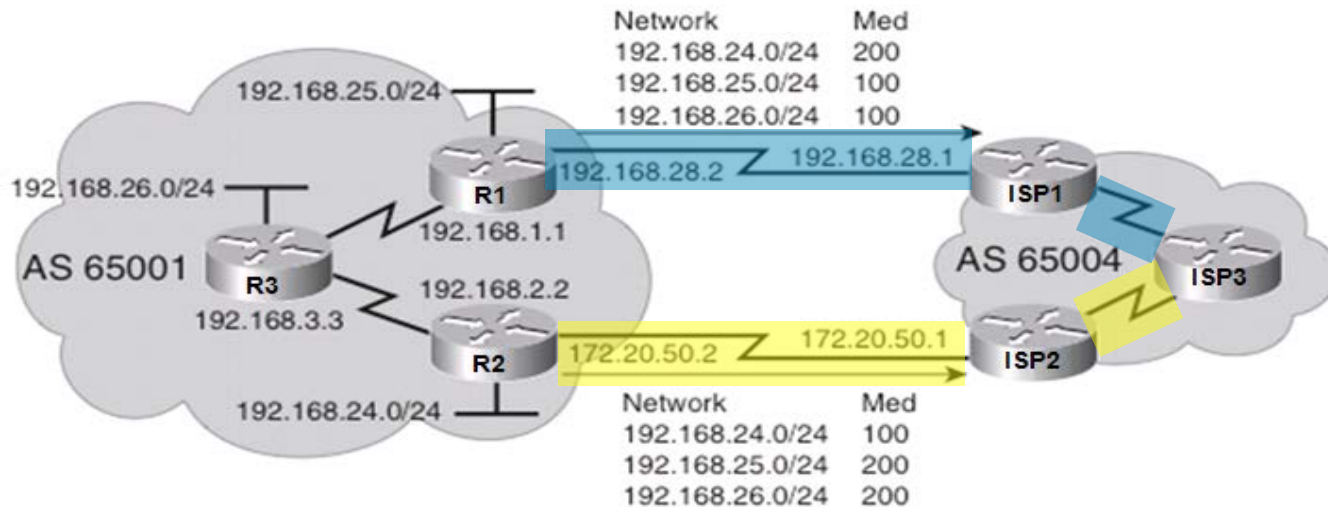 Network Med
192.168.24.0/24 200
192.168.25.0/24 100
192.168.26.0/24 100
192.168.25.0/24
192.168.28.2
192.168.28.1
192.168.26.0/24
R1
ISP1
192.168.1.1
AS 65001
R3
AS 65004
ISP3
192.168.2.2
192.168.3.3
R2
172.20.50.2
172.20.50.1
ISP2
192.168.24.0/24
Network Med
192.168.24.0/24 100
192.168.25.0/24 200
192.168.26.0/24 200